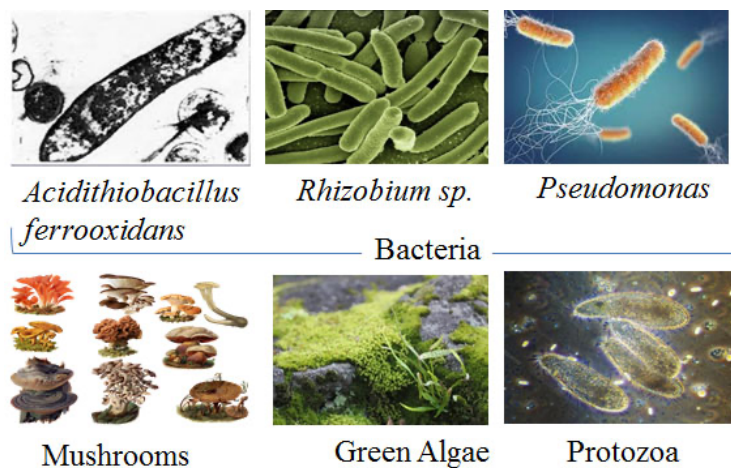 Acidithiobacillus
ferrooxidans
Rhizobium sp.
Pseudomonas
Bacteria
Mushrooms
Green Algae
Protozoa